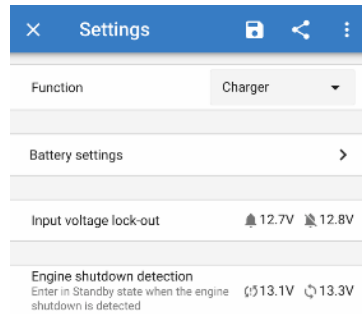 Settings
Function Charger
Battery settings
Input voltage lock-out 12.7V 12.8V
Engine shutdown detection
Enter in Standby state when the engine 13.1V 13.3V
shutdown is detected